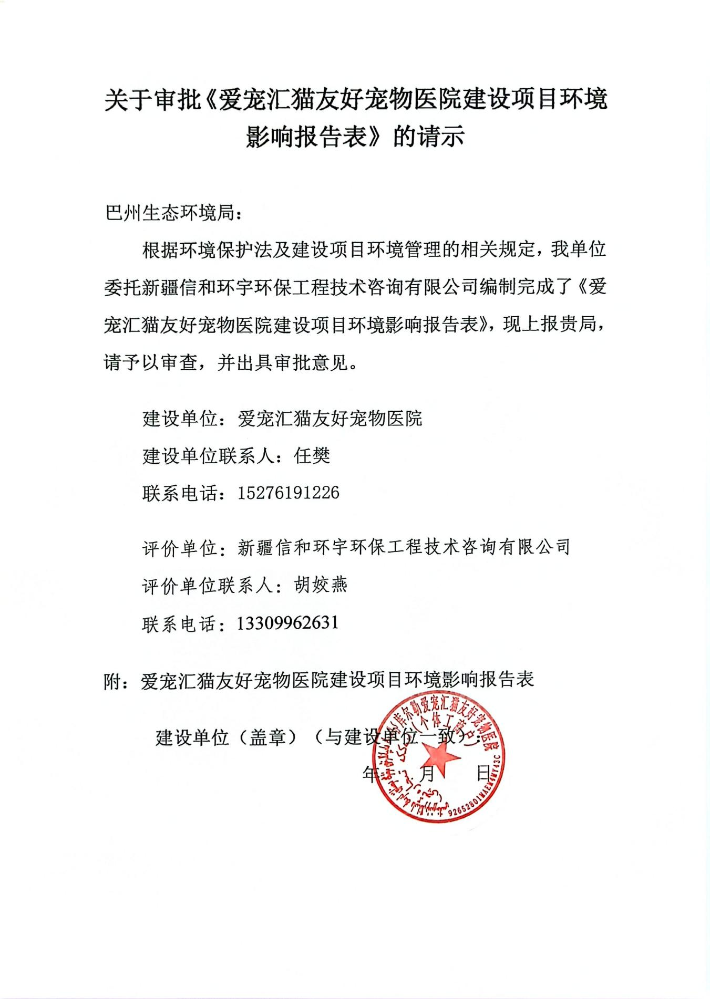 关于审批《爱宠汇猫友好宠物医院建设项目环境
影响报告表》的请示
巴州生态环境局：
根据环境保护法及建设项目环境管理的相关规定，我单位
委托新疆信和环宇环保工程技术咨询有限公司编制完成了《爱
宠汇猫友好宠物医院建设项目环境影响报告表》，现上报贵局，
请予以审查，并出具审批意见。
建设单位：爱宠汇猫友好宠物医院
建设单位联系人：任樊
联系电话：15276191226
评价单位：新疆信和环宇环保工程技术咨询有限公司
评价单位联系人：胡姣燕
联系电话：13309962631
附：爱宠汇猫友好宠物医院建设项目环境影响报告表
建设单位（盖章）（与建设单位一致）：
年 月 日
库尔勒爱宠汇猫友好宠物医院
（个体工商户）
92652801MAEM4MY43C